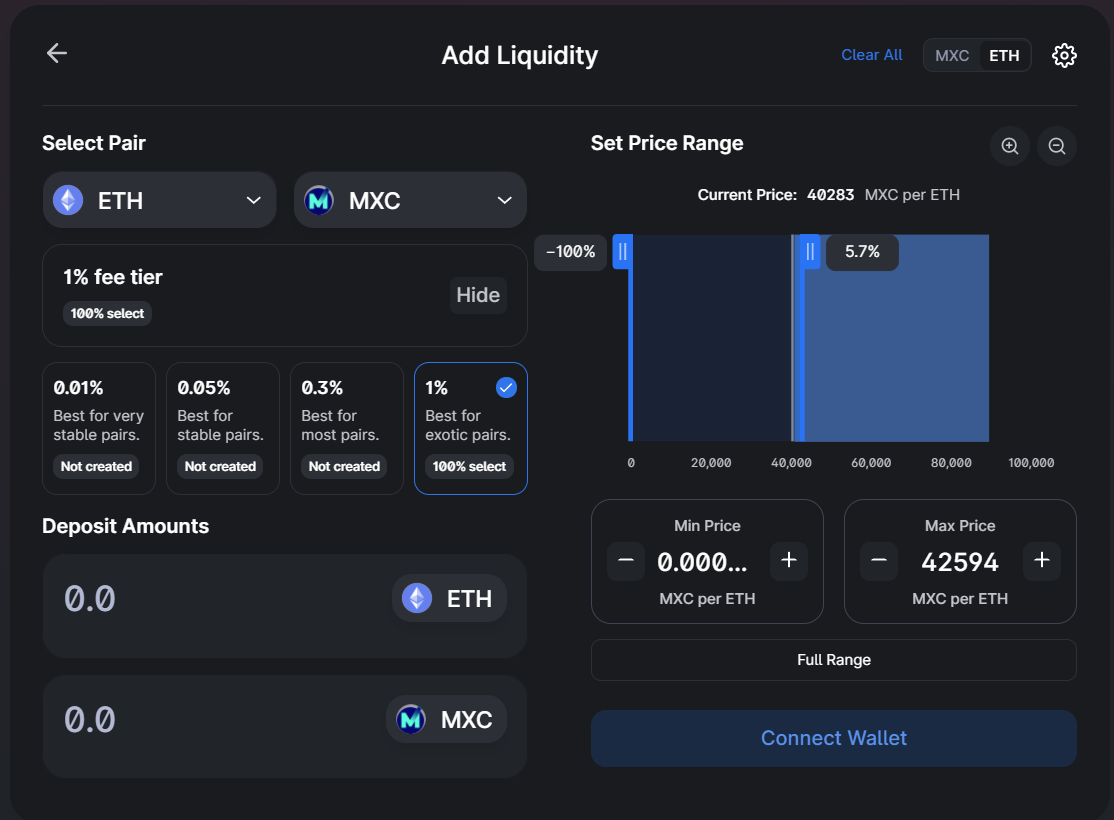 Add Liquidity
Clear All
MXC ETH
Select Pair
ETH
MXC
1% fee tier
100% select
Hide
0.01%
Best for very
stable pairs.
Not created
0.05%
Best for
stable pairs.
Not created
0.3%
Best for
most pairs.
Not created
1%
Best for
exotic pairs.
100% select
Deposit Amounts
0.0
ETH
0.0
MXC
Set Price Range
Current Price: 40283 MXC per ETH
-100%
5.7%
0 20,000 40,000 60,000 80,000 100,000
Min Price
− 0.000... +
MXC per ETH
Max Price
− 42594 +
MXC per ETH
Full Range
Connect Wallet